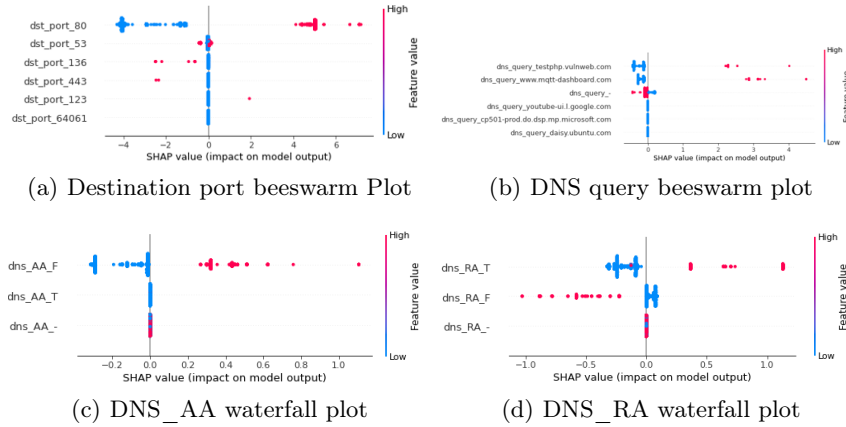 dst_port_80
dst_port_53
dst_port_136
dst_port_443
dst_port_123
dst_port_64061
−4 −2 0 2 4 6
SHAP value (impact on model output)
High
Feature value
Low
(a) Destination port beeswarm Plot
dns_query_testphp.vulnweb.com
dns_query_www.mqtt-dashboard.com
dns_query_-
dns_query_youtube-ui.l.google.com
dns_query_cp501-prod.do.dsp.mp.microsoft.com
dns_query_daisy.ubuntu.com
0 1 2 3 4
SHAP value (impact on model output)
High
Feature value
Low
(b) DNS query beeswarm plot
dns_AA_F
dns_AA_T
dns_AA_-
−0.2 0.0 0.2 0.4 0.6 0.8 1.0
SHAP value (impact on model output)
High
Feature value
Low
(c) DNS_AA waterfall plot
dns_RA_T
dns_RA_F
dns_RA_-
−1.0 −0.5 0.0 0.5 1.0
SHAP value (impact on model output)
High
Feature value
Low
(d) DNS_RA waterfall plot